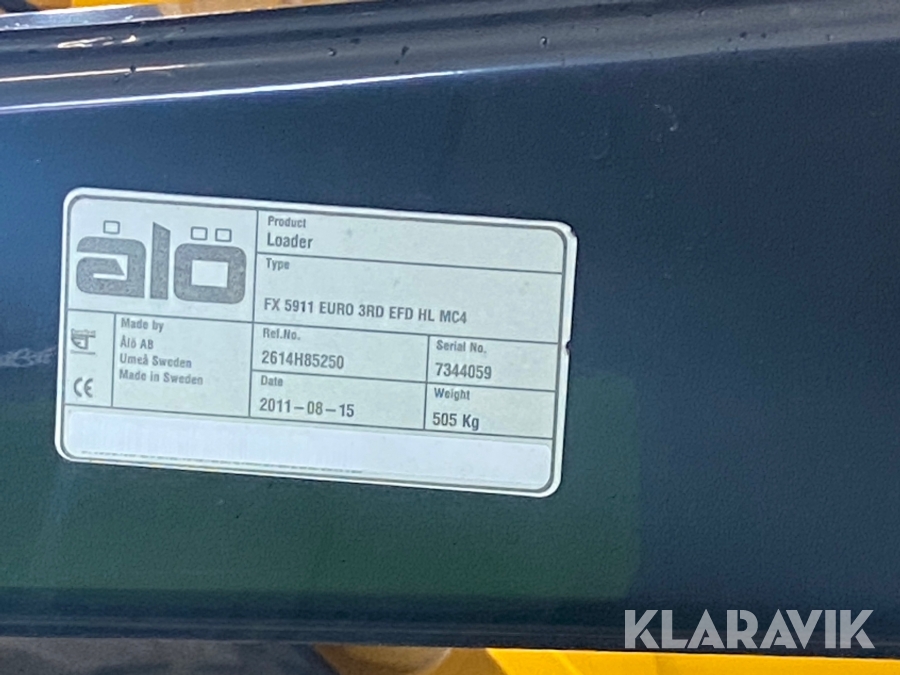 ålö
Product
Loader
Type
FX 5911 EURO 3RD EFD HL MC4
Made by
Ålö AB
Umeå Sweden
Made in Sweden
CE
Ref.No.
2614H85250
Serial No.
7344059
Date
2011-08-15
Weight
505 Kg
KLARAVIK